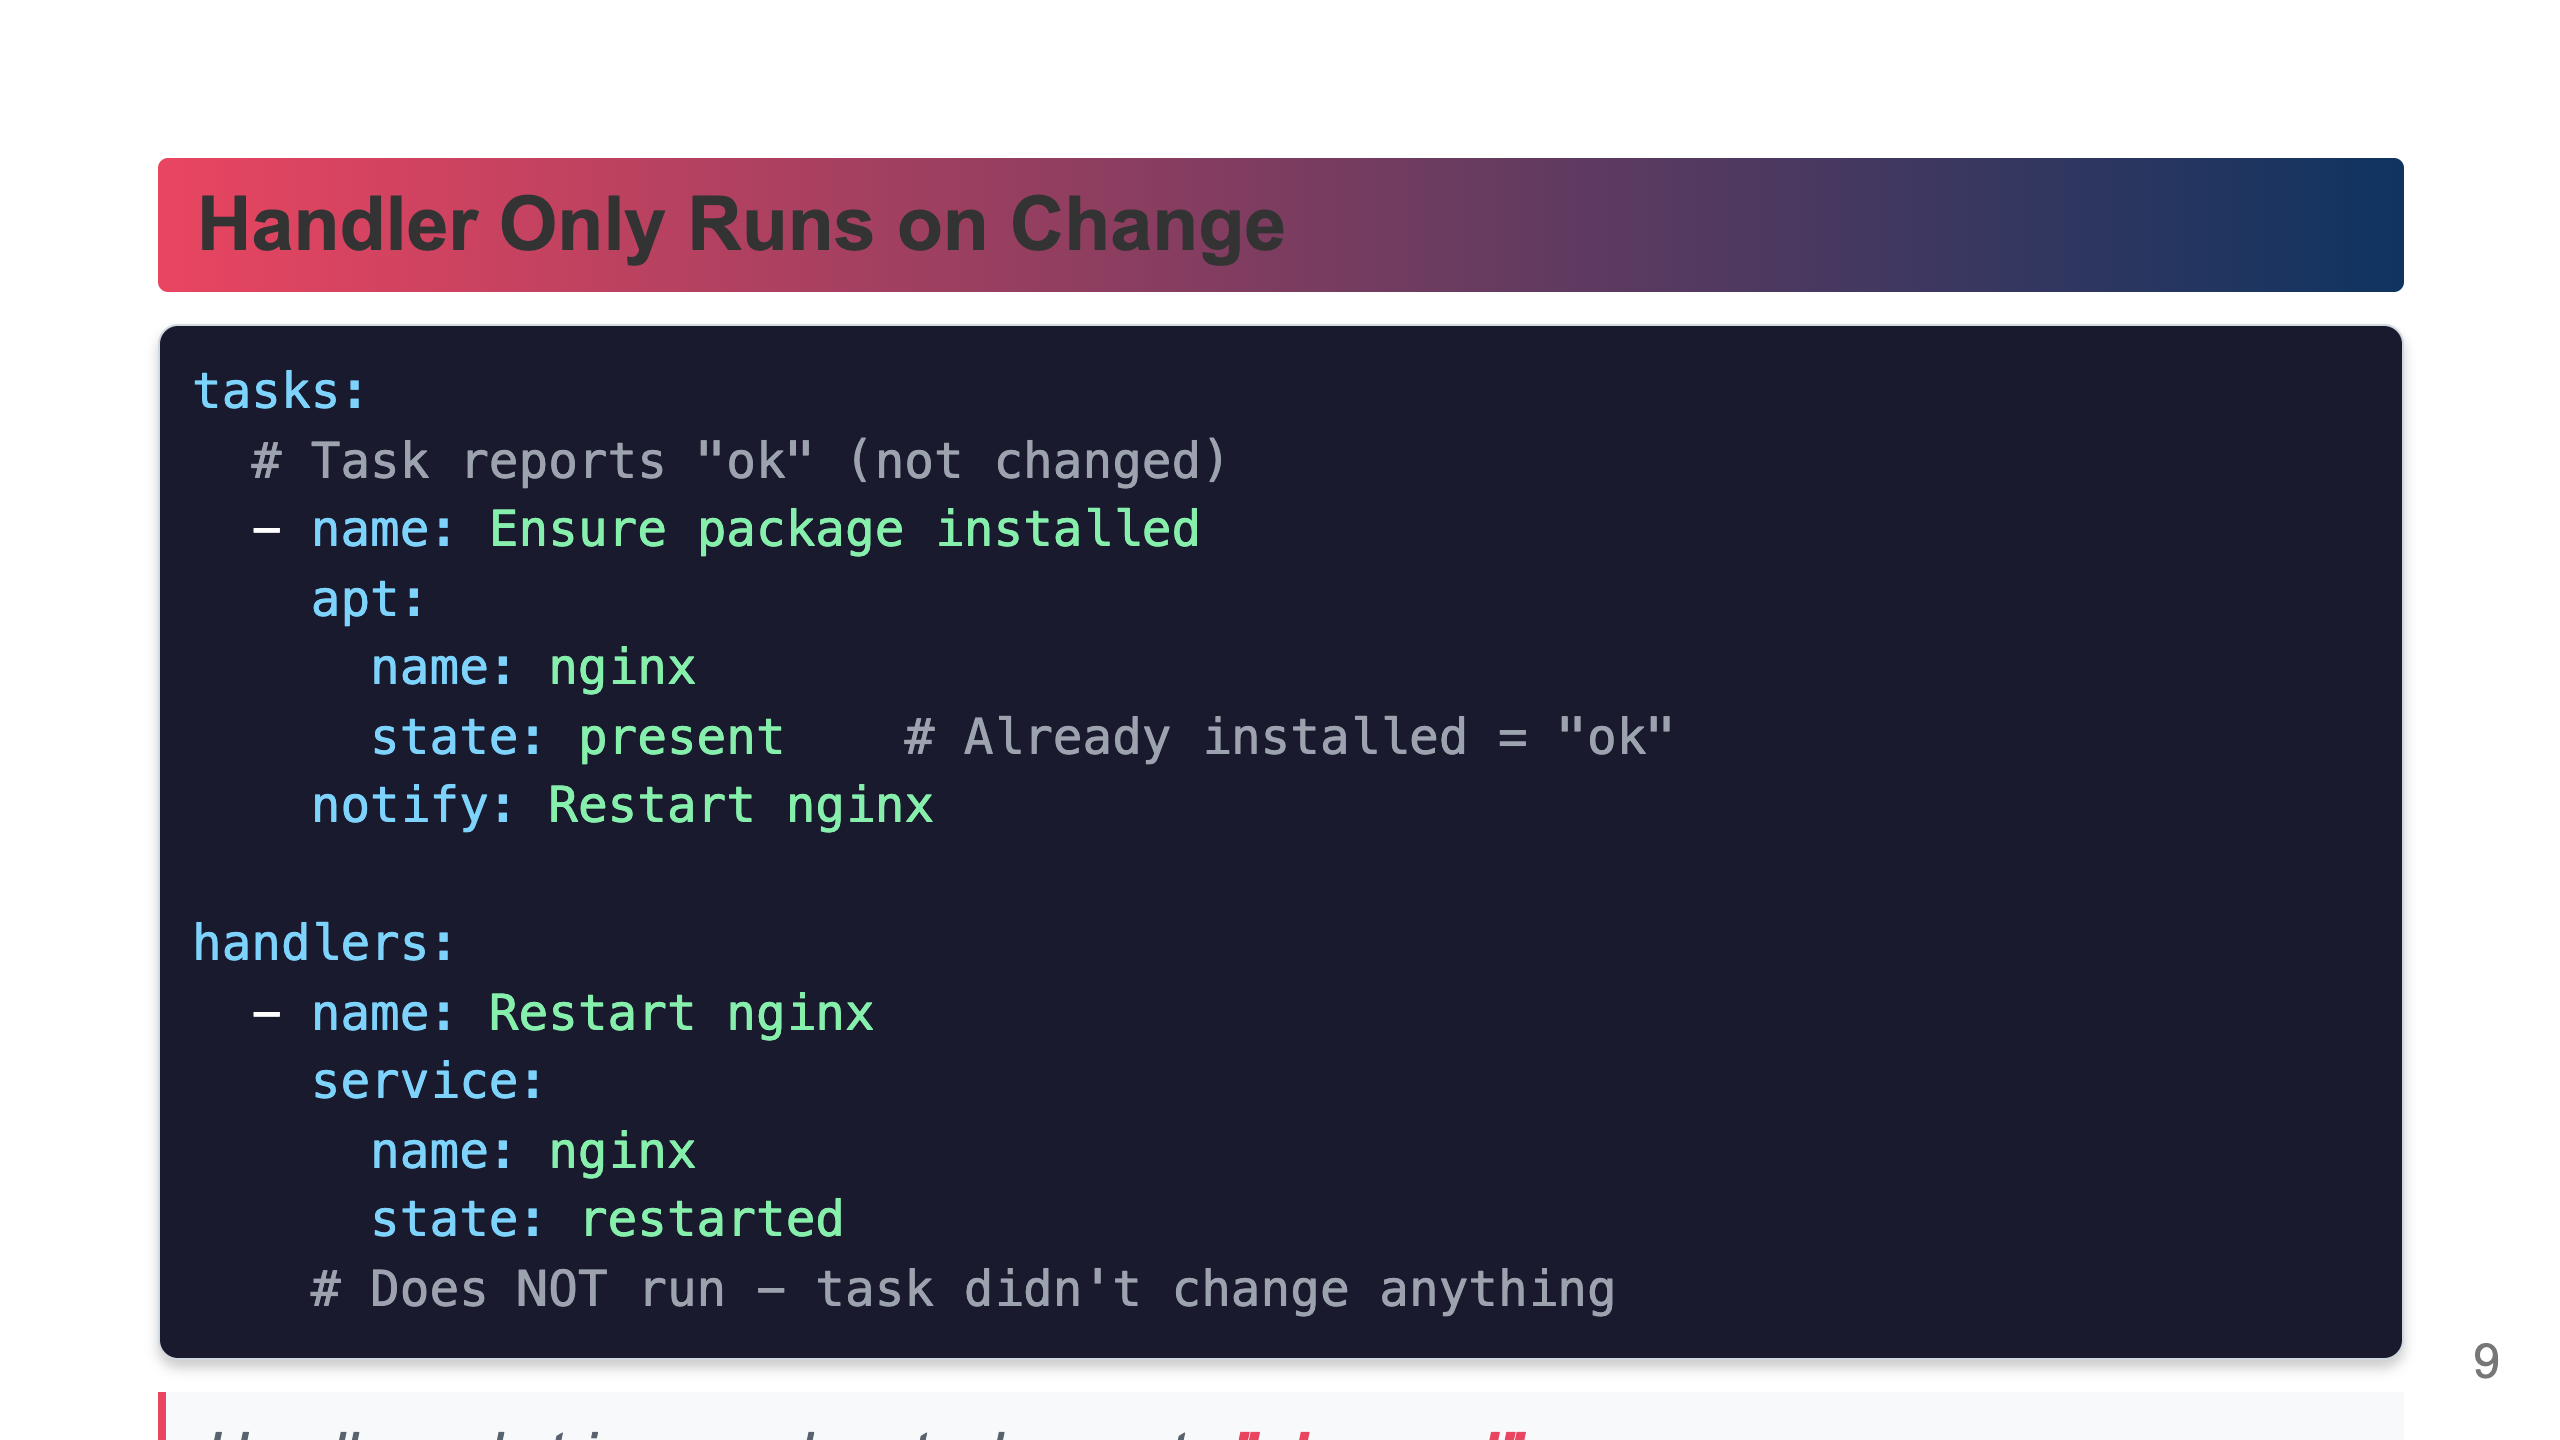 Handler Only Runs on Change
tasks:
  # Task reports "ok" (not changed)
  - name: Ensure package installed
    apt:
      name: nginx
      state: present    # Already installed = "ok"
    notify: Restart nginx

handlers:
  - name: Restart nginx
    service:
      name: nginx
      state: restarted
    # Does NOT run - task didn't change anything
9